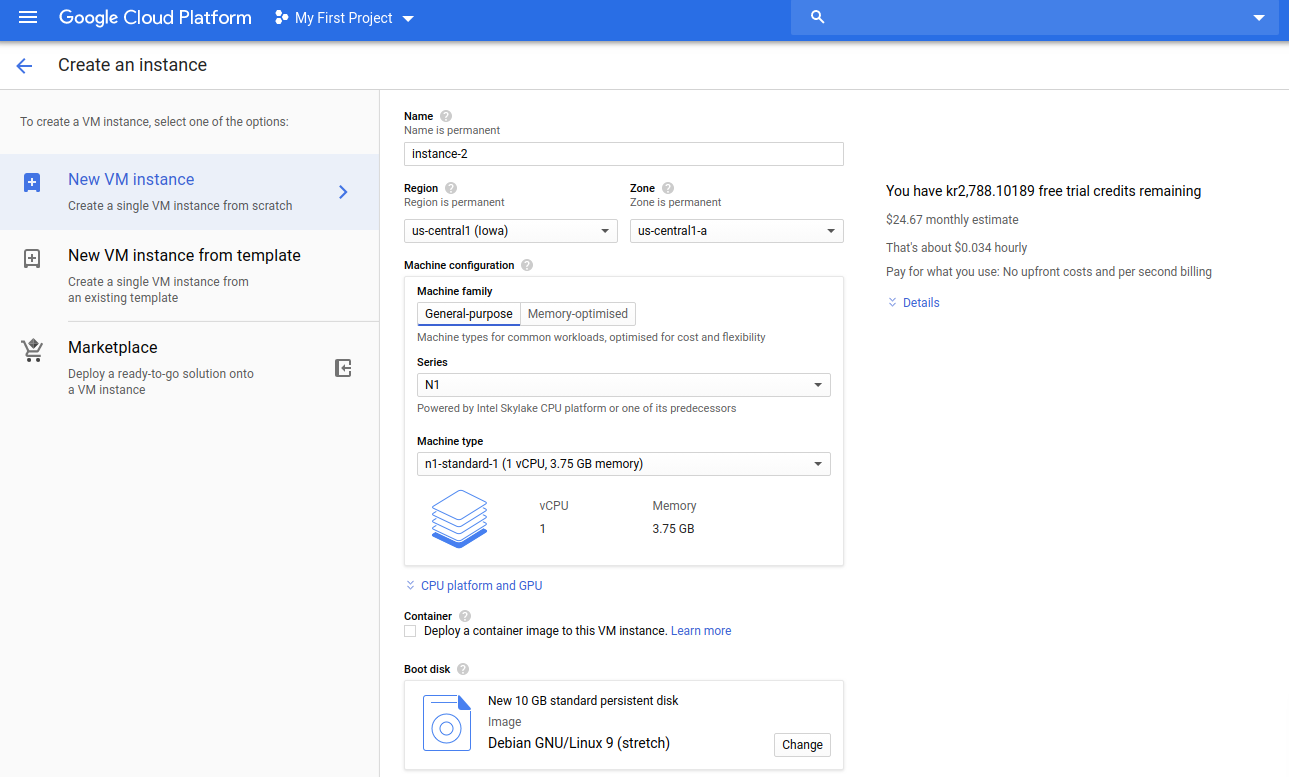 Google Cloud Platform
My First Project
Create an instance
To create a VM instance, select one of the options:
New VM instance
Create a single VM instance from scratch
New VM instance from template
Create a single VM instance from
an existing template
Marketplace
Deploy a ready-to-go solution onto
a VM instance
Name ?
Name is permanent
instance-2
Region ?
Region is permanent
us-central1 (Iowa)
Zone ?
Zone is permanent
us-central1-a
Machine configuration ?
Machine family
General-purpose Memory-optimised
Machine types for common workloads, optimised for cost and flexibility
Series
N1
Powered by Intel Skylake CPU platform or one of its predecessors
Machine type
n1-standard-1 (1 vCPU, 3.75 GB memory)
vCPU Memory
1 3.75 GB
CPU platform and GPU
Container ?
Deploy a container image to this VM instance. Learn more
Boot disk ?
New 10 GB standard persistent disk
Image
Debian GNU/Linux 9 (stretch)
Change
You have kr2,788.10189 free trial credits remaining
$24.67 monthly estimate
That's about $0.034 hourly
Pay for what you use: No upfront costs and per second billing
Details